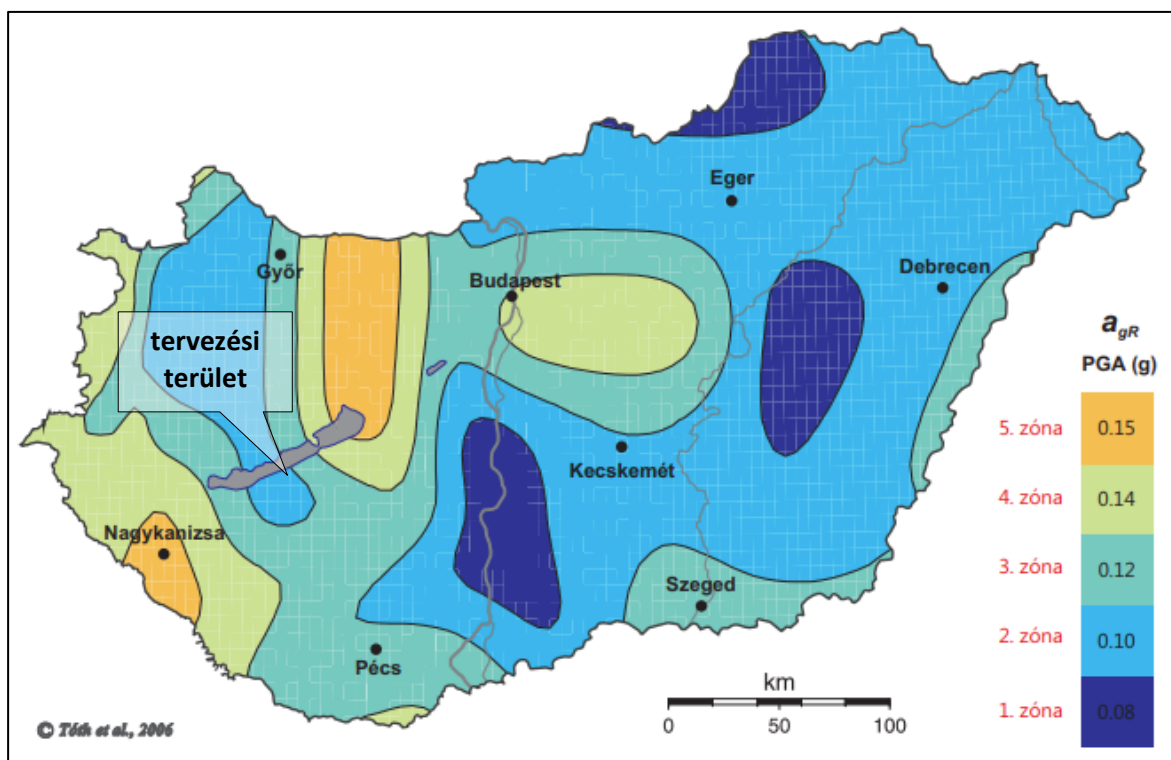 Eger
Győr
Budapest
Debrecen
tervezési
terület
a_gR
PGA (g)
5. zóna 0.15
4. zóna 0.14
3. zóna 0.12
2. zóna 0.10
1. zóna 0.08
Kecskemét
Nagykanizsa
Szeged
Pécs
km
0 50 100
© Tóth et al., 2006